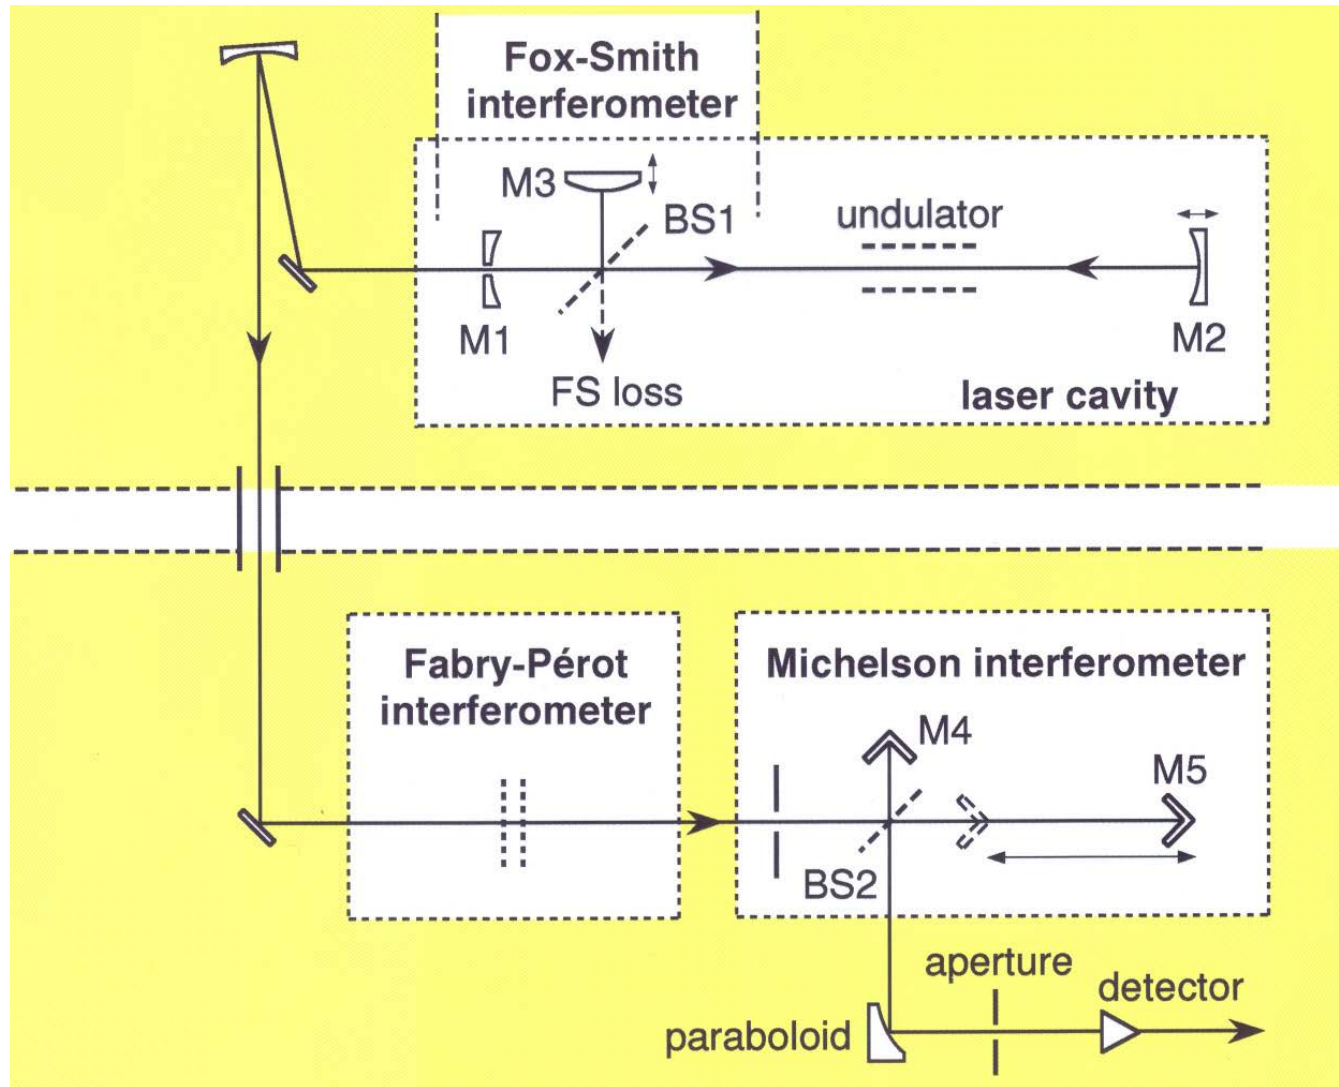 Fox-Smith
interferometer
M3
BS1
undulator
M1
M2
FS loss
laser cavity
Fabry-Pérot
interferometer
Michelson interferometer
M4
M5
BS2
aperture
detector
paraboloid